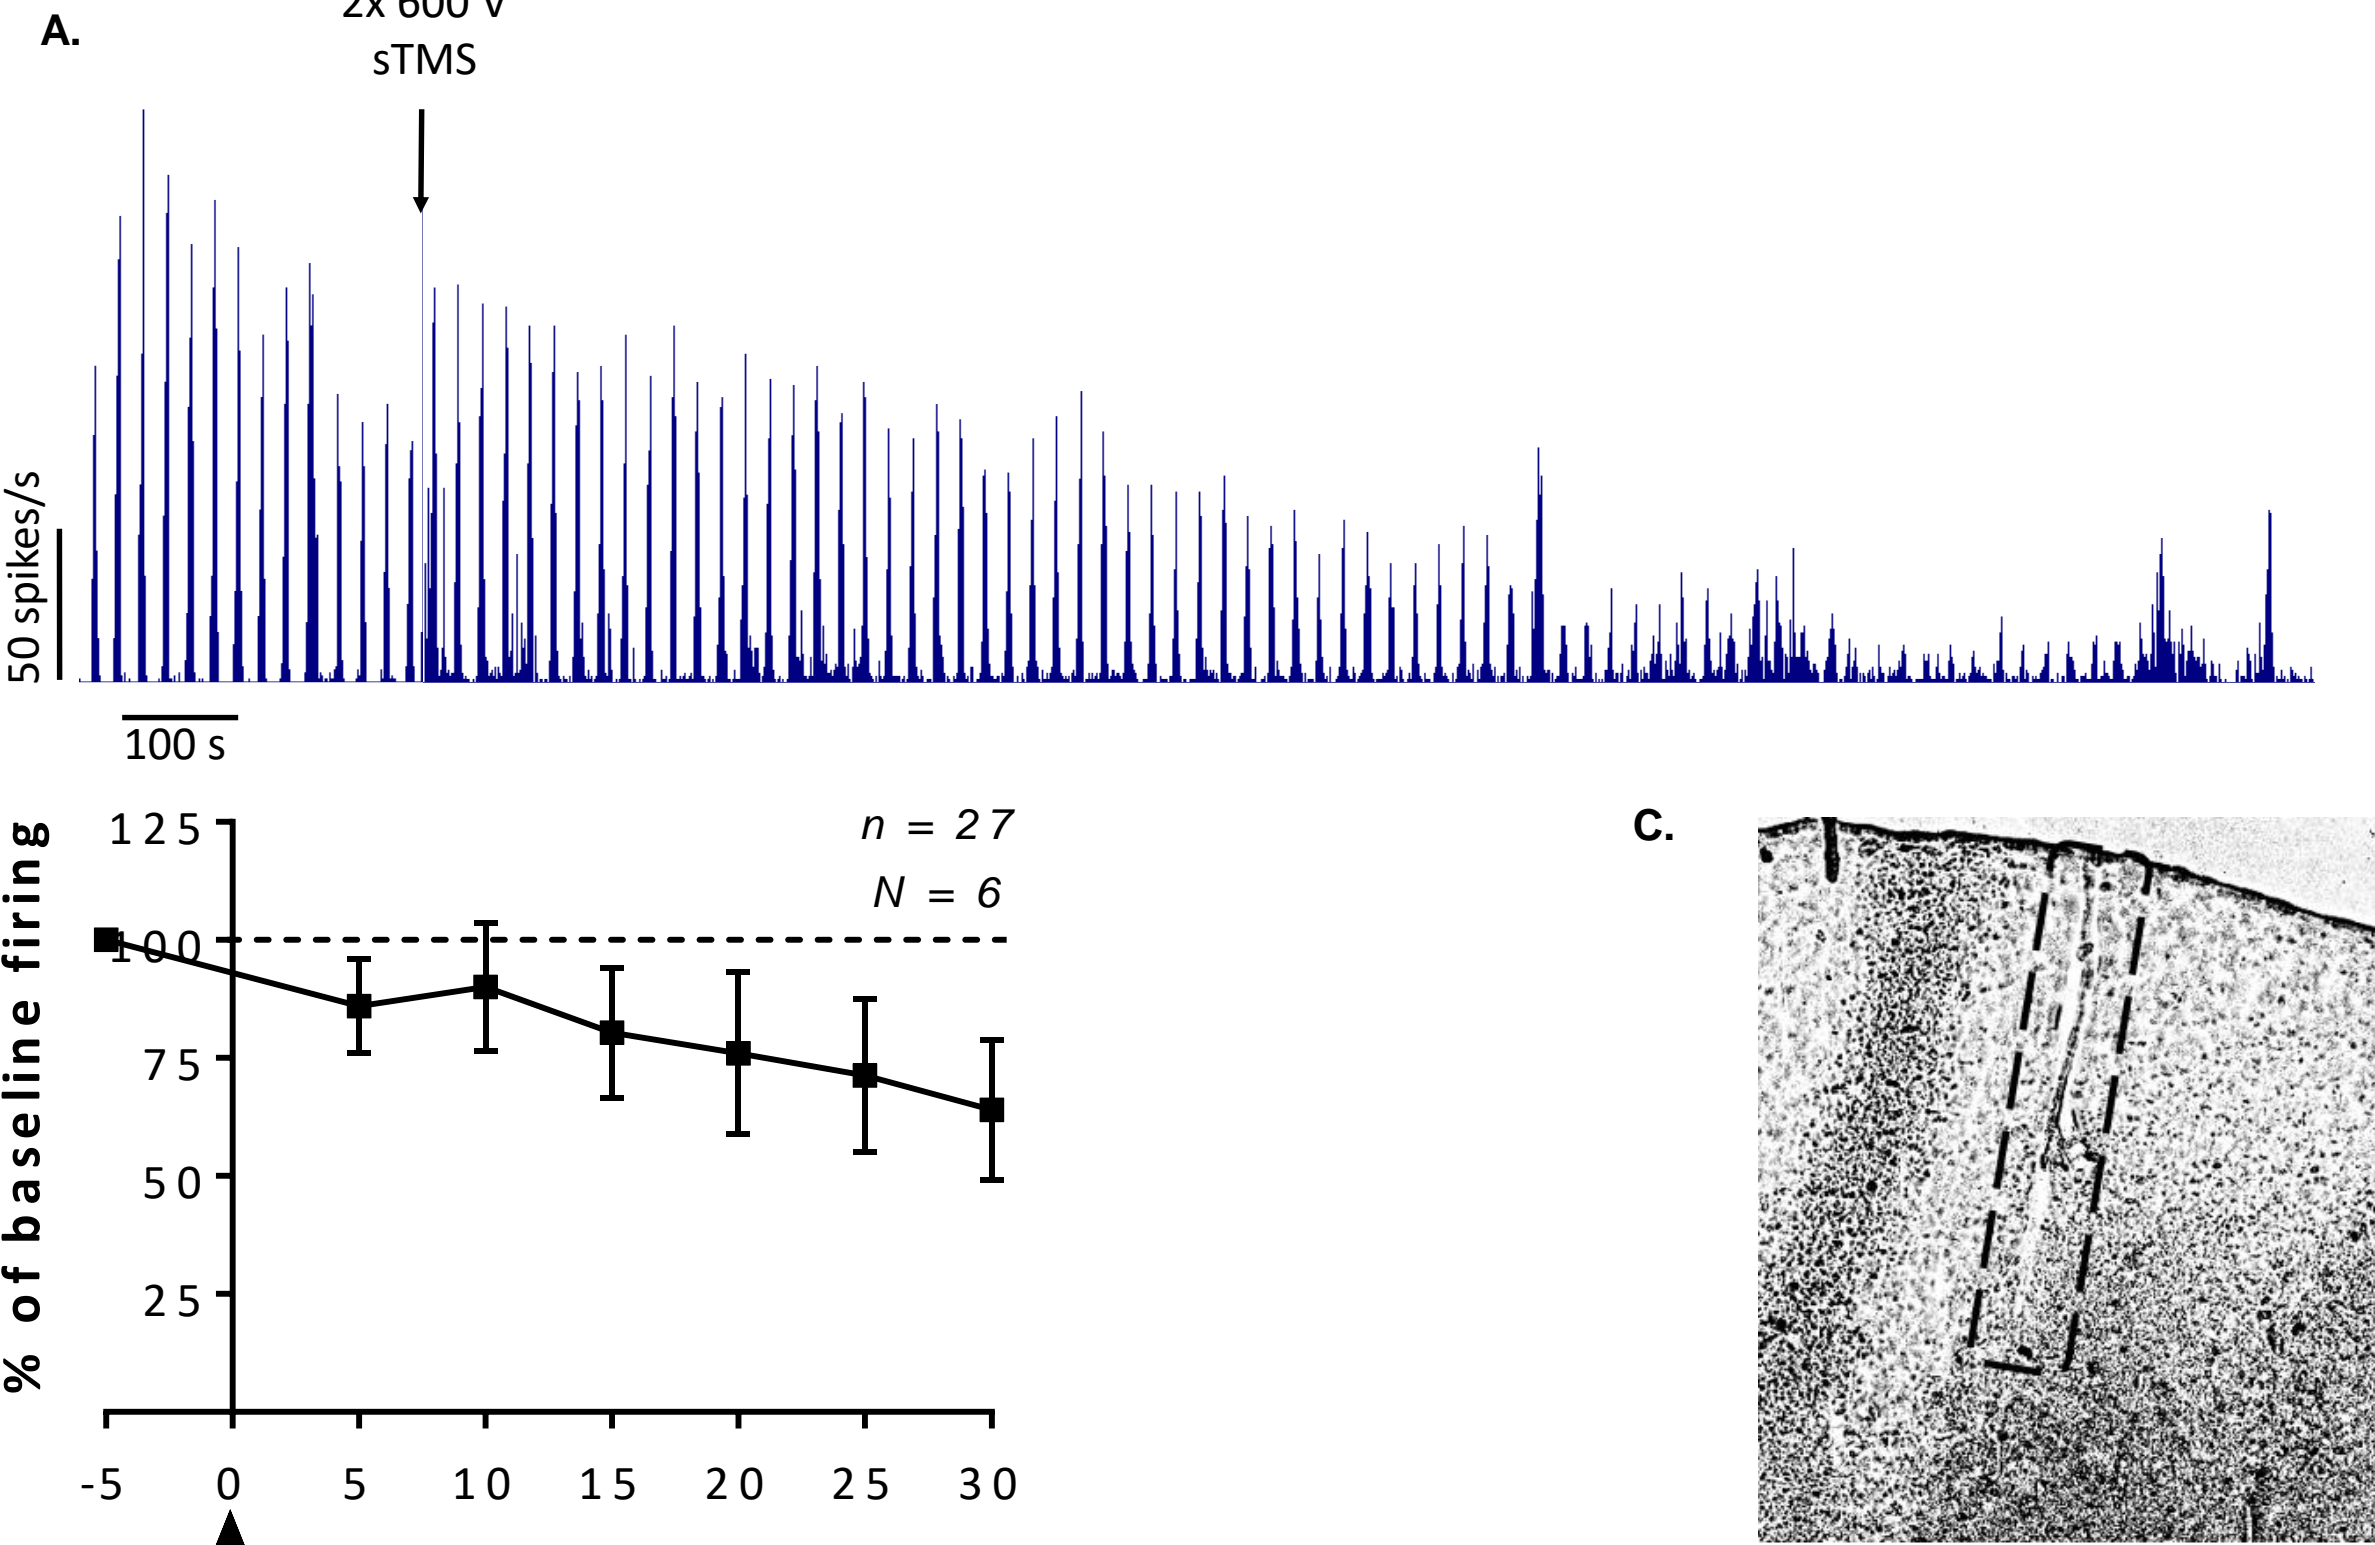 A.
2x 600 V
sTMS
50 spikes/s
100 s
% of baseline firing
125
100
75
50
25
n = 27
N = 6
-5 0 5 10 15 20 25 30
C.